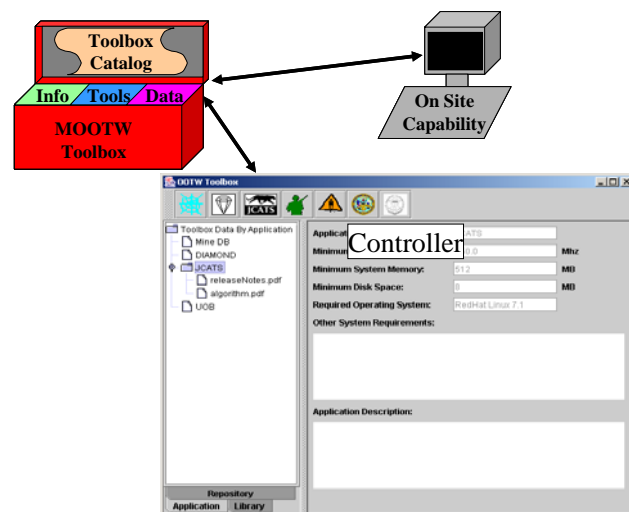 Toolbox
Catalog
Info Tools Data
MOOTW
Toolbox
On Site
Capability
OOTW Toolbox
JCATS
Toolbox Data By Application
Mine DB
DIAMOND
JCATS
releaseNotes.pdf
algorithm.pdf
UOB
Controller
Mhz
Minimum System Memory: 512 MB
Minimum Disk Space: 8 MB
Required Operating System: RedHat Linux 7.1
Other System Requirements:
Application Description:
Repository
Application Library